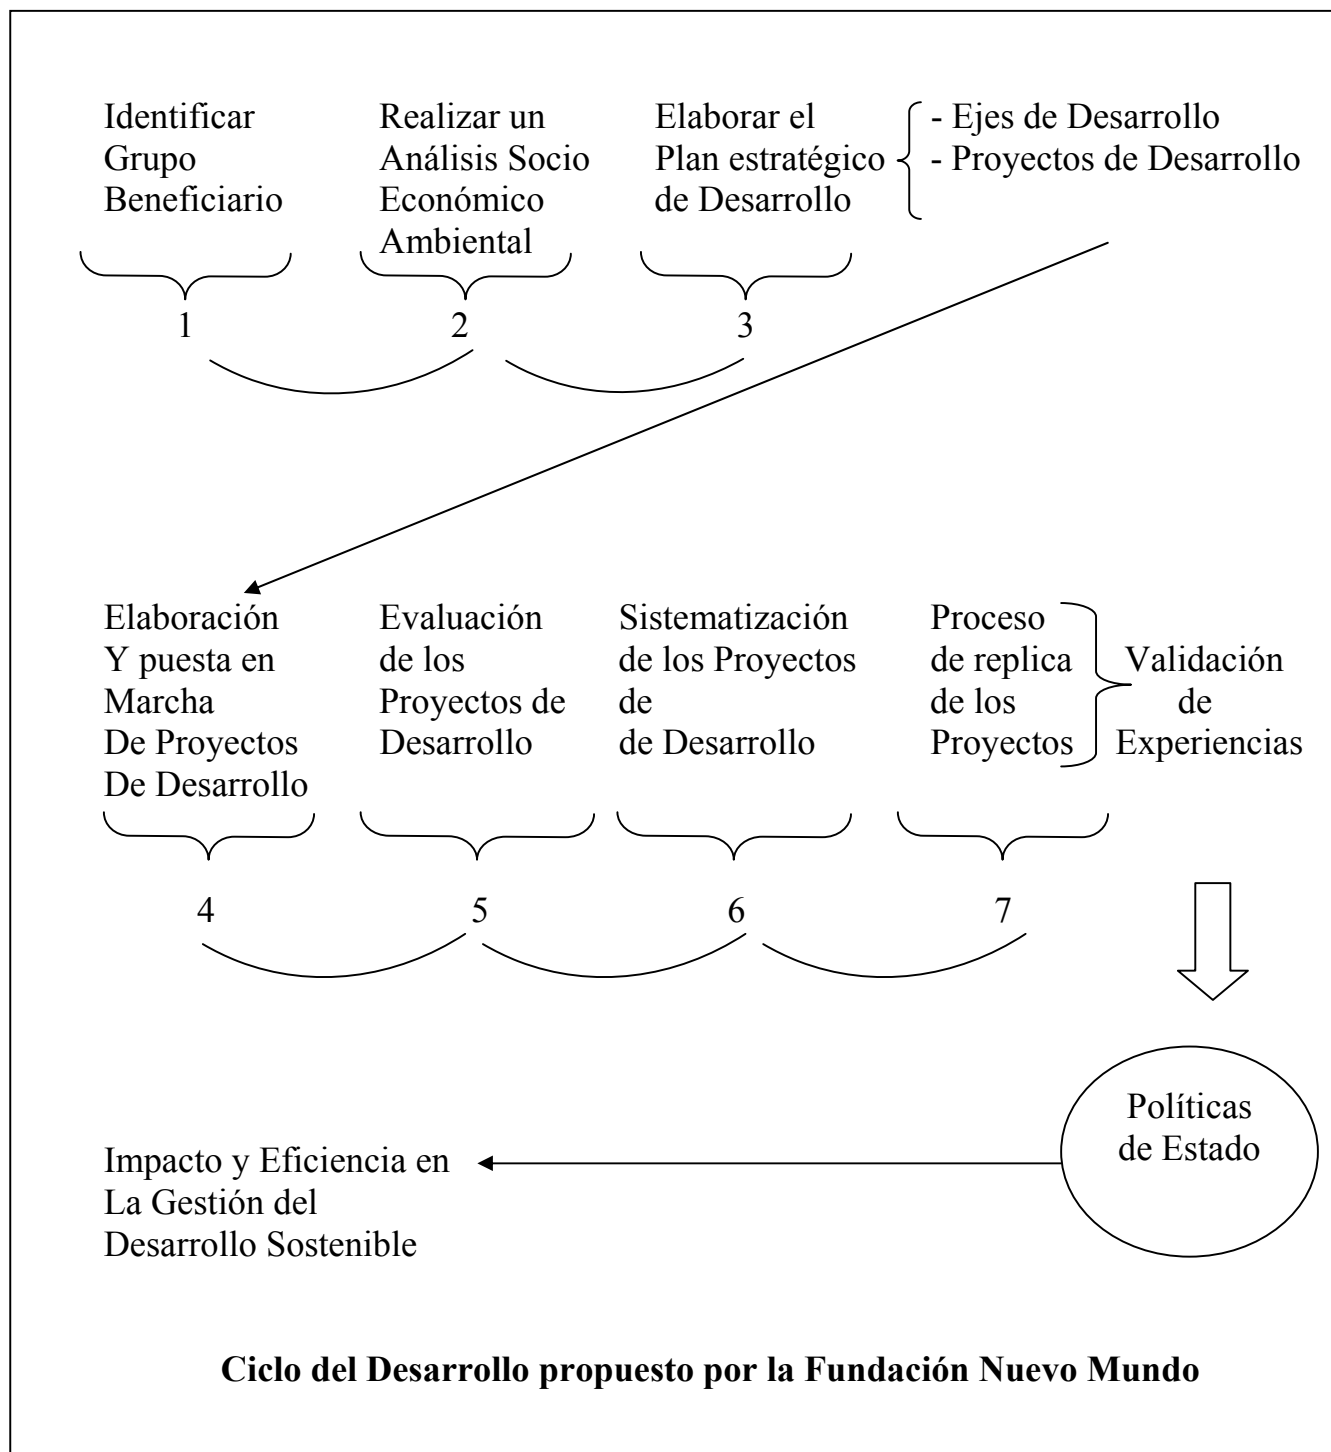 Identificar
Grupo
Beneficiario
Realizar un
Análisis Socio
Económico
Ambiental
Elaborar el
Plan estratégico
de Desarrollo
- Ejes de Desarrollo
- Proyectos de Desarrollo
1
2
3
Elaboración
Y puesta en
Marcha
De Proyectos
De Desarrollo
Evaluación
de los
Proyectos de
Desarrollo
Sistematización
de los Proyectos
de
de Desarrollo
Proceso
de replica
de los
Proyectos
Validación
de
Experiencias
4
5
6
7
Políticas
de Estado
Impacto y Eficiencia en
La Gestión del
Desarrollo Sostenible
Ciclo del Desarrollo propuesto por la Fundación Nuevo Mundo